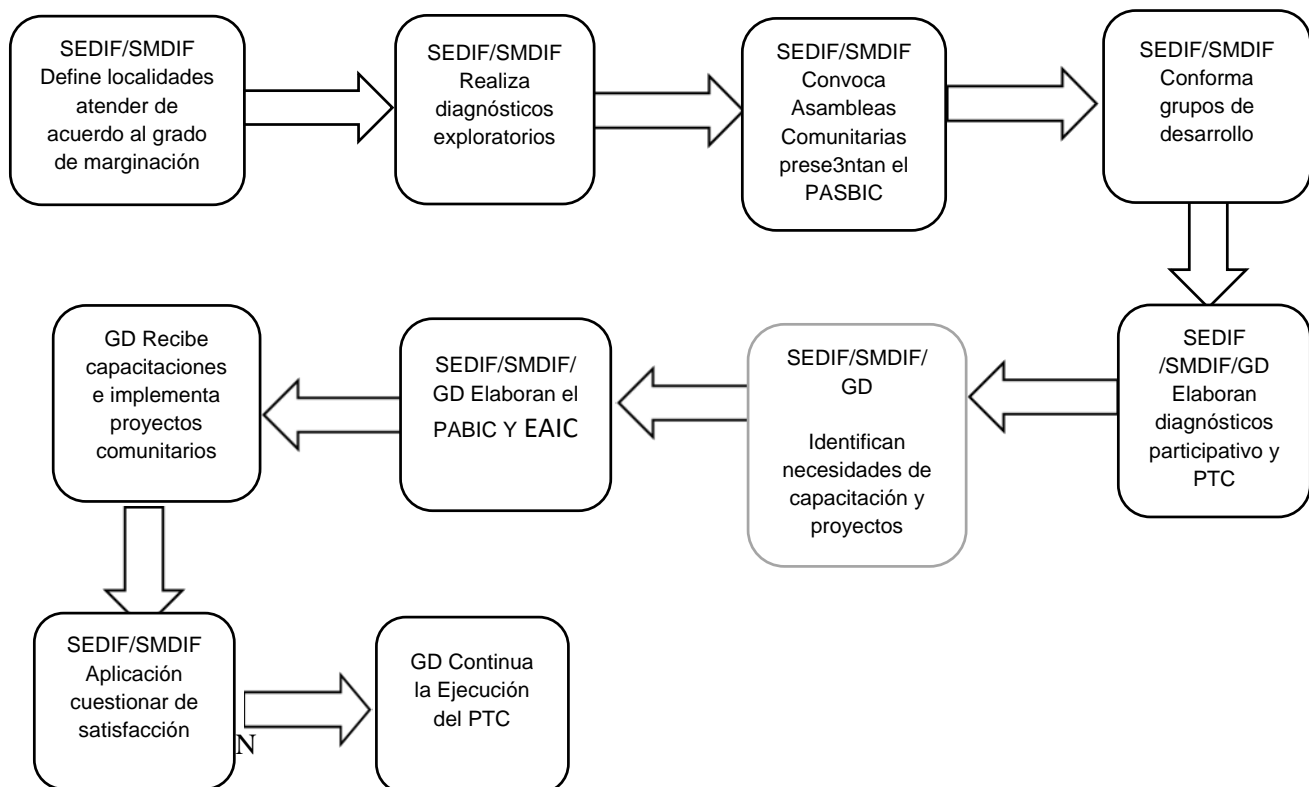 SEDIF/SMDIF
Define localidades
atender de
acuerdo al grado
de marginación
SEDIF/SMDIF
Realiza
diagnósticos
exploratorios
SEDIF/SMDIF
Convoca
Asambleas
Comunitarias
prese3ntan el
PASBIC
SEDIF/SMDIF
Conforma
grupos de
desarrollo
SEDIF
/SMDIF/GD
Elaboran
diagnósticos
participativo y
PTC
SEDIF/SMDIF/
GD
Identifican
necesidades de
capacitación y
proyectos
SEDIF/SMDIF/
GD Elaboran el
PABIC Y EAIC
GD Recibe
capacitaciones
e implementa
proyectos
comunitarios
SEDIF/SMDIF
Aplicación
cuestionar de
satisfacción
N
GD Continua
la Ejecución
del PTC